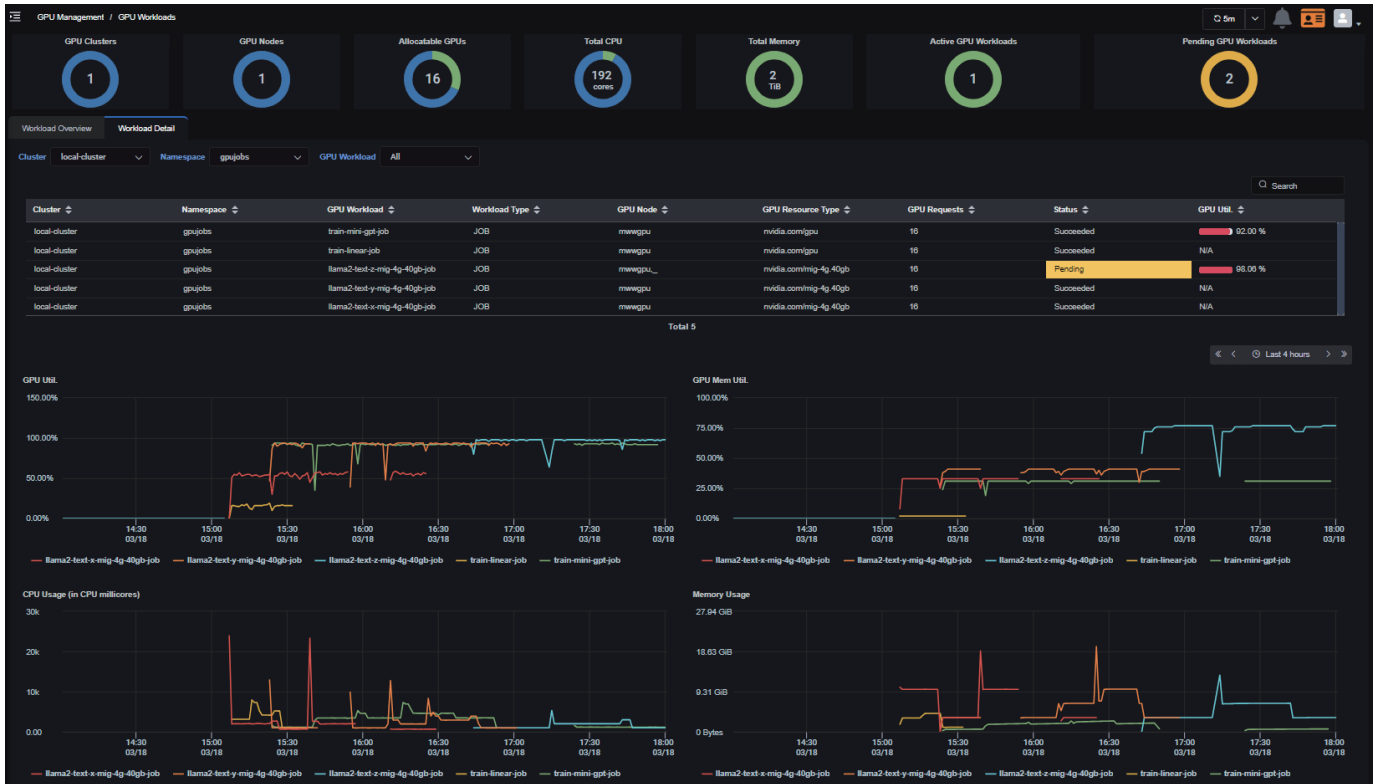 GPU Management / GPU Workloads
5m
GPU Clusters
1
GPU Nodes
1
Allocatable GPUs
16
Total CPU
192
cores
Total Memory
2
TiB
Active GPU Workloads
1
Pending GPU Workloads
2
Workload Overview Workload Detail
Cluster local-cluster Namespace gpujobs GPU Workload All
Search
Cluster Namespace GPU Workload Workload Type GPU Node GPU Resource Type GPU Requests Status GPU Util.
local-cluster gpujobs train-mini-gpt-job JOB mwwgpu nvidia.com/gpu 16 Succeeded 92.00 %
local-cluster gpujobs train-linear-job JOB mwwgpu nvidia.com/gpu 16 Succeeded N/A
local-cluster gpujobs llama2-text-z-mig-4g-40gb-job JOB mwwgpu,_ nvidia.com/mig-4g.40gb 16 Pending 98.06 %
local-cluster gpujobs llama2-text-y-mig-4g-40gb-job JOB mwwgpu nvidia.com/mig-4g.40gb 16 Succeeded N/A
local-cluster gpujobs llama2-text-x-mig-4g-40gb-job JOB mwwgpu nvidia.com/mig-4g.40gb 16 Succeeded N/A
Total 5
Last 4 hours
GPU Util.
150.00%
100.00%
50.00%
0.00%
14:30 15:00 15:30 16:00 16:30 17:00 17:30 18:00
03/18 03/18 03/18 03/18 03/18 03/18 03/18 03/18
llama2-text-x-mig-4g-40gb-job llama2-text-y-mig-4g-40gb-job llama2-text-z-mig-4g-40gb-job train-linear-job train-mini-gpt-job
GPU Mem Util.
100.00%
75.00%
50.00%
25.00%
0.00%
14:30 15:00 15:30 16:00 16:30 17:00 17:30 18:00
03/18 03/18 03/18 03/18 03/18 03/18 03/18 03/18
llama2-text-x-mig-4g-40gb-job llama2-text-y-mig-4g-40gb-job llama2-text-z-mig-4g-40gb-job train-linear-job train-mini-gpt-job
CPU Usage (in CPU millicores)
30k
20k
10k
0.00
14:30 15:00 15:30 16:00 16:30 17:00 17:30 18:00
03/18 03/18 03/18 03/18 03/18 03/18 03/18 03/18
llama2-text-x-mig-4g-40gb-job llama2-text-y-mig-4g-40gb-job llama2-text-z-mig-4g-40gb-job train-linear-job train-mini-gpt-job
Memory Usage
27.94 GiB
18.63 GiB
9.31 GiB
0 Bytes
14:30 15:00 15:30 16:00 16:30 17:00 17:30 18:00
03/18 03/18 03/18 03/18 03/18 03/18 03/18 03/18
llama2-text-x-mig-4g-40gb-job llama2-text-y-mig-4g-40gb-job llama2-text-z-mig-4g-40gb-job train-linear-job train-mini-gpt-job